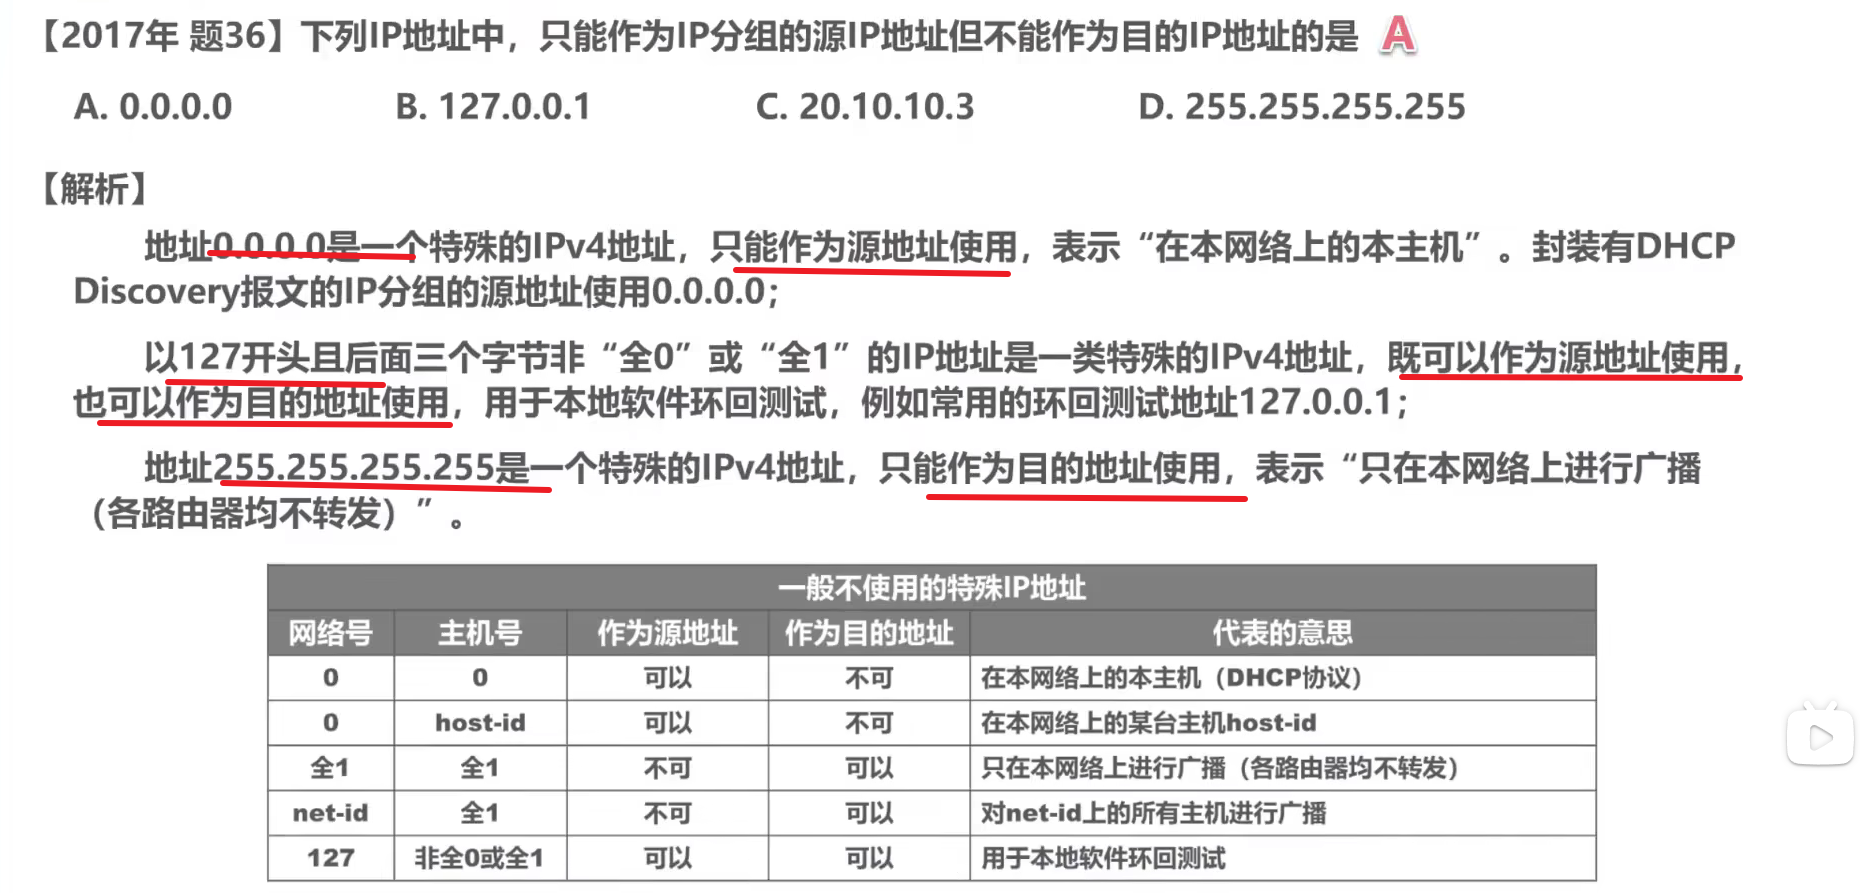 【2017年 题36】下列IP地址中，只能作为IP分组的源IP地址但不能作为目的IP地址的是 A
A. 0.0.0.0 B. 127.0.0.1 C. 20.10.10.3 D. 255.255.255.255
【解析】
地址0.0.0.0是一个特殊的IPv4地址，只能作为源地址使用，表示“在本网络上的本主机”。封装有DHCP
Discovery报文的IP分组的源地址使用0.0.0.0；
以127开头且后面三个字节非“全0”或“全1”的IP地址是一类特殊的IPv4地址，既可以作为源地址使用，
也可以作为目的地址使用，用于本地软件环回测试，例如常用的环回测试地址127.0.0.1；
地址255.255.255.255是一个特殊的IPv4地址，只能作为目的地址使用，表示“只在本网络上进行广播
（各路由器均不转发）”。
一般不使用的特殊IP地址
网络号 主机号 作为源地址 作为目的地址 代表的意思
0 0 可以 不可 在本网络上的本主机（DHCP协议）
0 host-id 可以 不可 在本网络上的某台主机host-id
全1 全1 不可 可以 只在本网络上进行广播（各路由器均不转发）
net-id 全1 不可 可以 对net-id上的所有主机进行广播
127 非全0或全1 可以 可以 用于本地软件环回测试